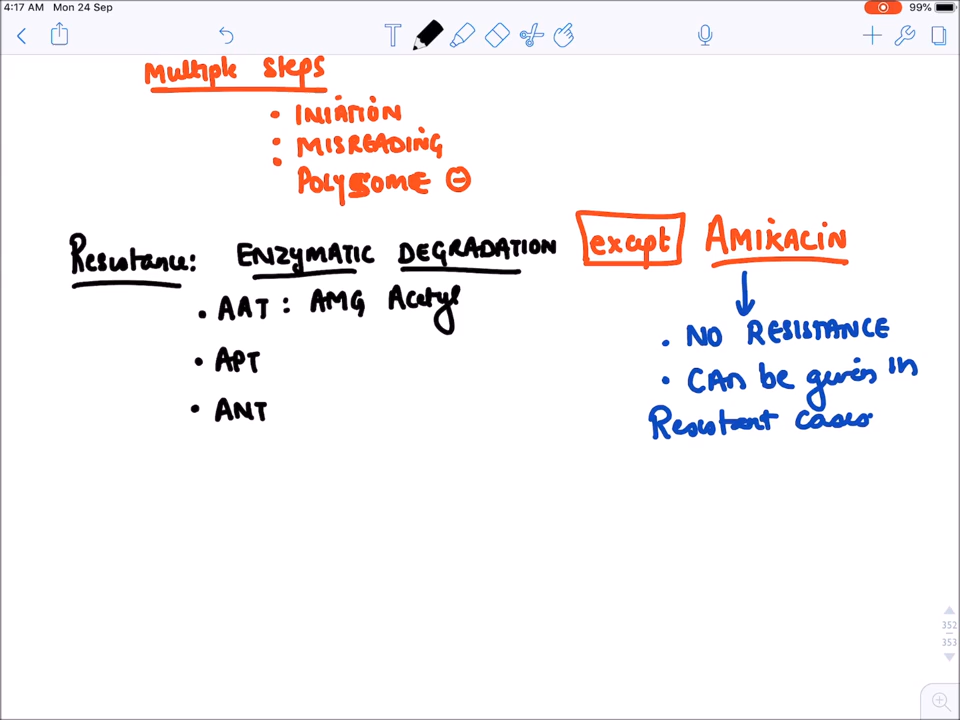 4:17 AM Mon 24 Sep
99%
T
Multiple Steps
• INIATION
• MISREADING
• POLYSOME ⊖
Resistance: ENZYMATIC DEGRADATION except AMIKACIN
• AAT : AMG Acetyl
• APT
• ANT
• NO RESISTANCE
• CAN be given in
Resistant cases
352
353